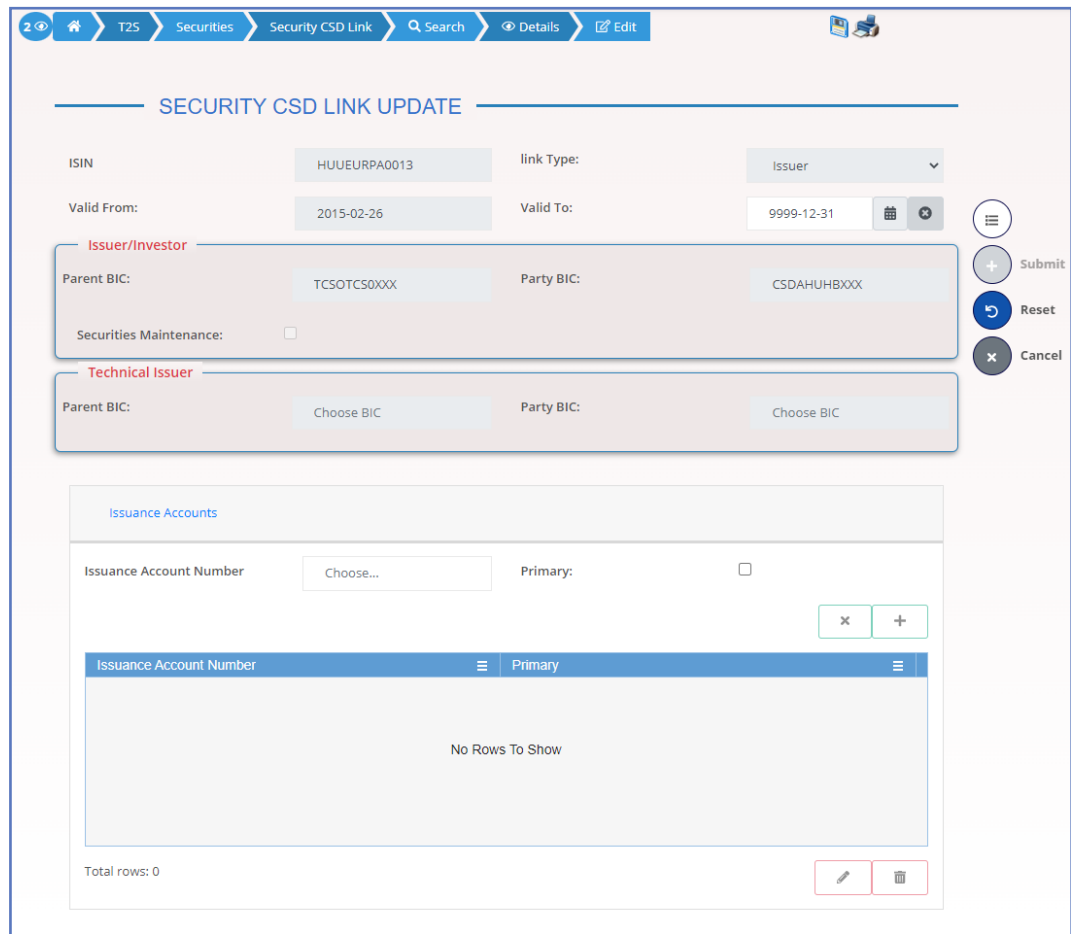 2 T2S Securities Security CSD Link Search Details Edit
SECURITY CSD LINK UPDATE
ISIN HUUEURPA0013 link Type: Issuer
Valid From: 2015-02-26 Valid To: 9999-12-31
Issuer/Investor
Parent BIC: TCSOTCS0XXX Party BIC: CSDAHUHBXXX
Securities Maintenance:
Submit
Reset
Cancel
Technical Issuer
Parent BIC: Choose BIC Party BIC: Choose BIC
Issuance Accounts
Issuance Account Number Choose... Primary:
Issuance Account Number Primary
No Rows To Show
Total rows: 0